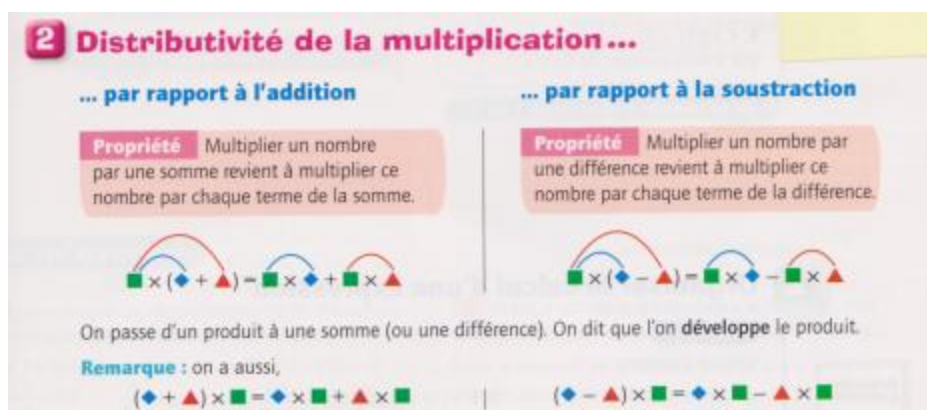 2 Distributivité de la multiplication...
... par rapport à l'addition
Propriété Multiplier un nombre
par une somme revient à multiplier ce
nombre par chaque terme de la somme.
■ × (◆ + ▲) = ■ × ◆ + ■ × ▲
... par rapport à la soustraction
Propriété Multiplier un nombre par
une différence revient à multiplier ce
nombre par chaque terme de la différence.
■ × (◆ − ▲) = ■ × ◆ − ■ × ▲
On passe d'un produit à une somme (ou une différence). On dit que l'on développe le produit.
Remarque : on a aussi,
(◆ + ▲) × ■ = ◆ × ■ + ▲ × ■
(◆ − ▲) × ■ = ◆ × ■ − ▲ × ■